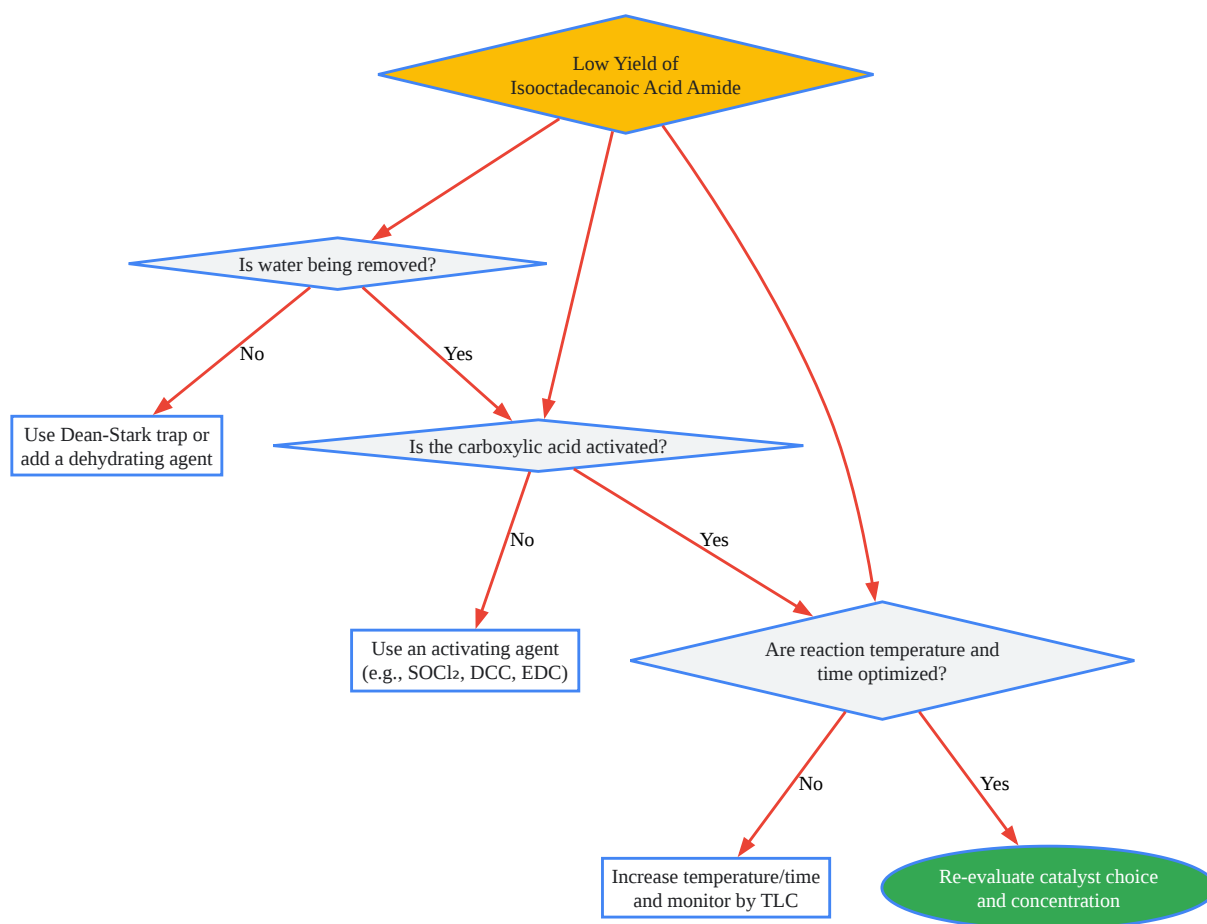 Low Yield of
Isooctadecanoic Acid Amide
Is water being removed?
No
Yes
Use Dean-Stark trap or
add a dehydrating agent
Is the carboxylic acid activated?
No
Yes
Use an activating agent
(e.g., SOCl₂, DCC, EDC)
Are reaction temperature and
time optimized?
No
Yes
Increase temperature/time
and monitor by TLC
Re-evaluate catalyst choice
and concentration